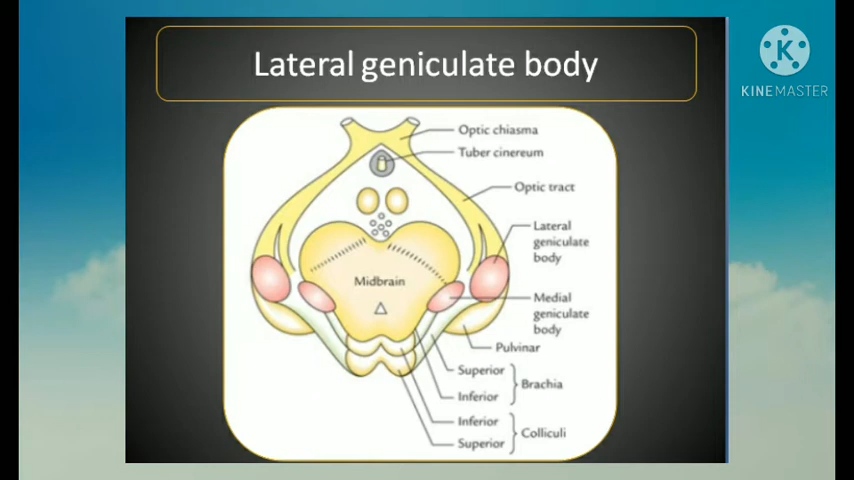 Lateral geniculate body
KINEMASTER
Optic chiasma
Tuber cinereum
Optic tract
Lateral
geniculate
body
Midbrain
Medial
geniculate
body
Pulvinar
Superior
Brachia
Inferior
Inferior
Colliculi
Superior